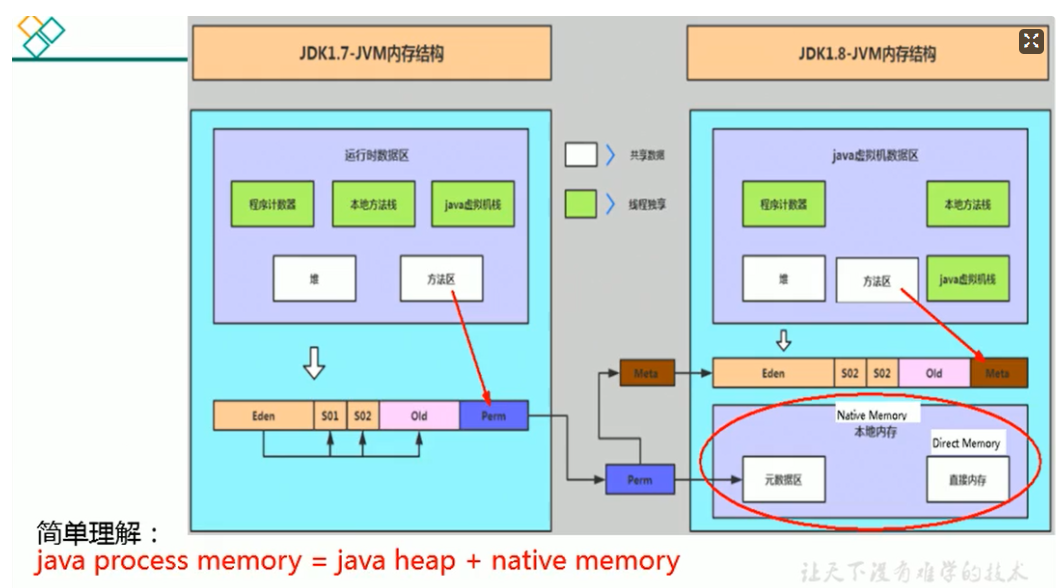 JDK1.7-JVM内存结构
JDK1.8-JVM内存结构
运行时数据区
程序计数器
本地方法栈
java虚拟机栈
堆
方法区
共享数据
线程独享
java虚拟机数据区
程序计数器
本地方法栈
堆
方法区
java虚拟机栈
Eden
S01
S02
Old
Perm
Meta
Perm
Eden
S02
S02
Old
Meta
Native Memory
本地内存
Direct Memory
元数据区
直接内存
简单理解：
java process memory = java heap + native memory
让天下没有难学的技术